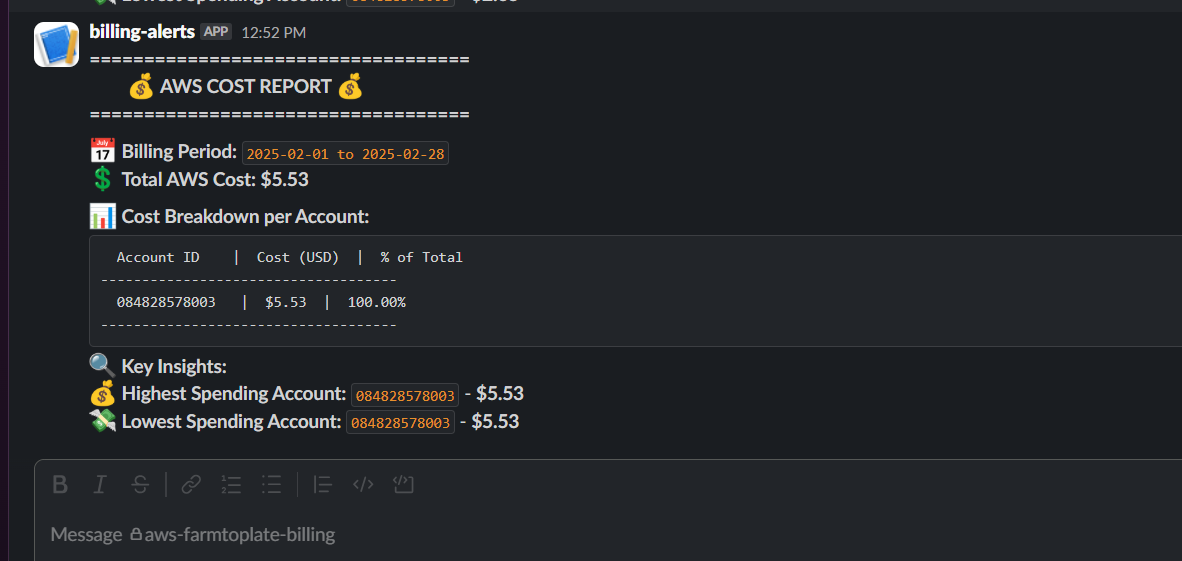 billing-alerts APP 12:52 PM
===================================
AWS COST REPORT
===================================
July 17 Billing Period: 2025-02-01 to 2025-02-28
Total AWS Cost: $5.53
Cost Breakdown per Account:
Account ID | Cost (USD) | % of Total
------------------------------------
084828578003 | $5.53 | 100.00%
------------------------------------
Key Insights:
Highest Spending Account: 084828578003 - $5.53
Lowest Spending Account: 084828578003 - $5.53
Message aws-farmtoplate-billing